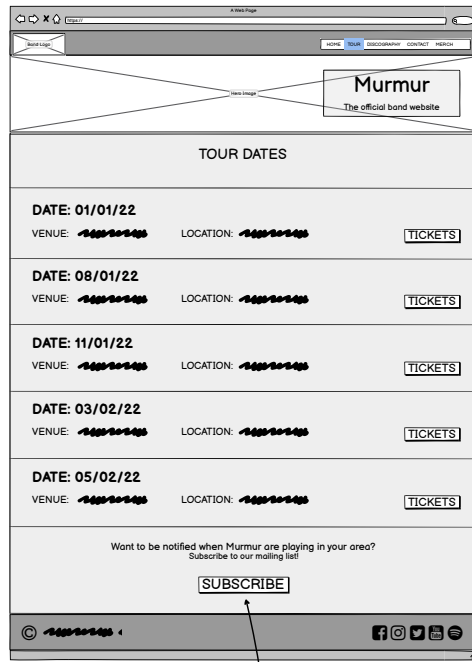 A Web Page
https://
Band Logo
HOME TOUR DISCOGRAPHY CONTACT MERCH
Hero Image
Murmur
The official band website
TOUR DATES
DATE: 01/01/22
VENUE: LOCATION: TICKETS
DATE: 08/01/22
VENUE: LOCATION: TICKETS
DATE: 11/01/22
VENUE: LOCATION: TICKETS
DATE: 03/02/22
VENUE: LOCATION: TICKETS
DATE: 05/02/22
VENUE: LOCATION: TICKETS
Want to be notified when Murmur are playing in your area?
Subscribe to our mailing list!
SUBSCRIBE
© You Tube